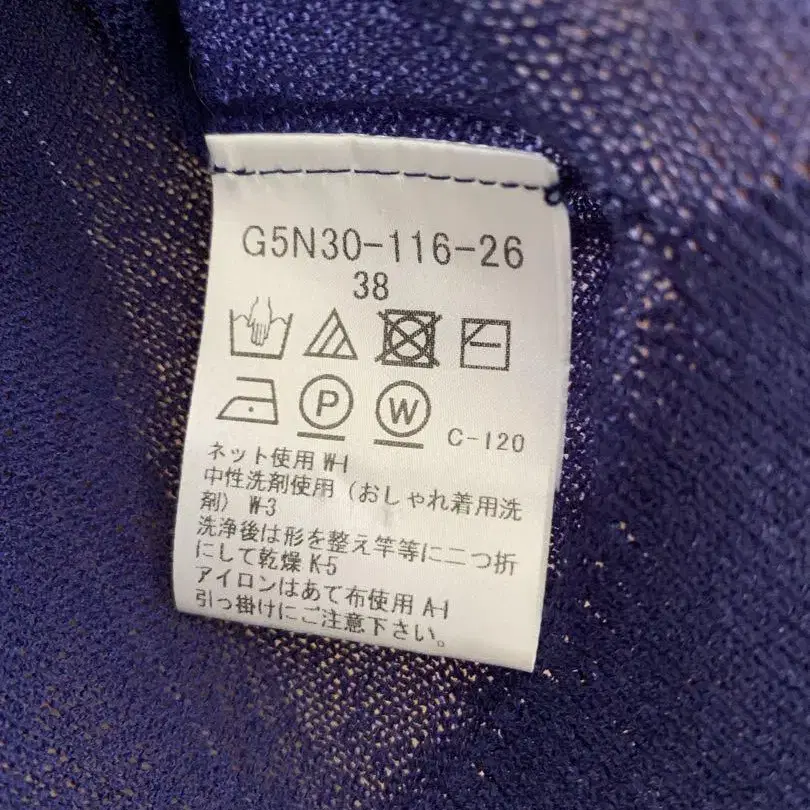 G5N30-116-26
38
P W C-120
ネット使用 W-1
中性洗剤使用（おしゃれ着用洗
剤） W-3
洗浄後は形を整え竿等に二つ折
にして乾燥 K-5
アイロンはあて布使用 A-1
引っ掛けにご注意下さい。